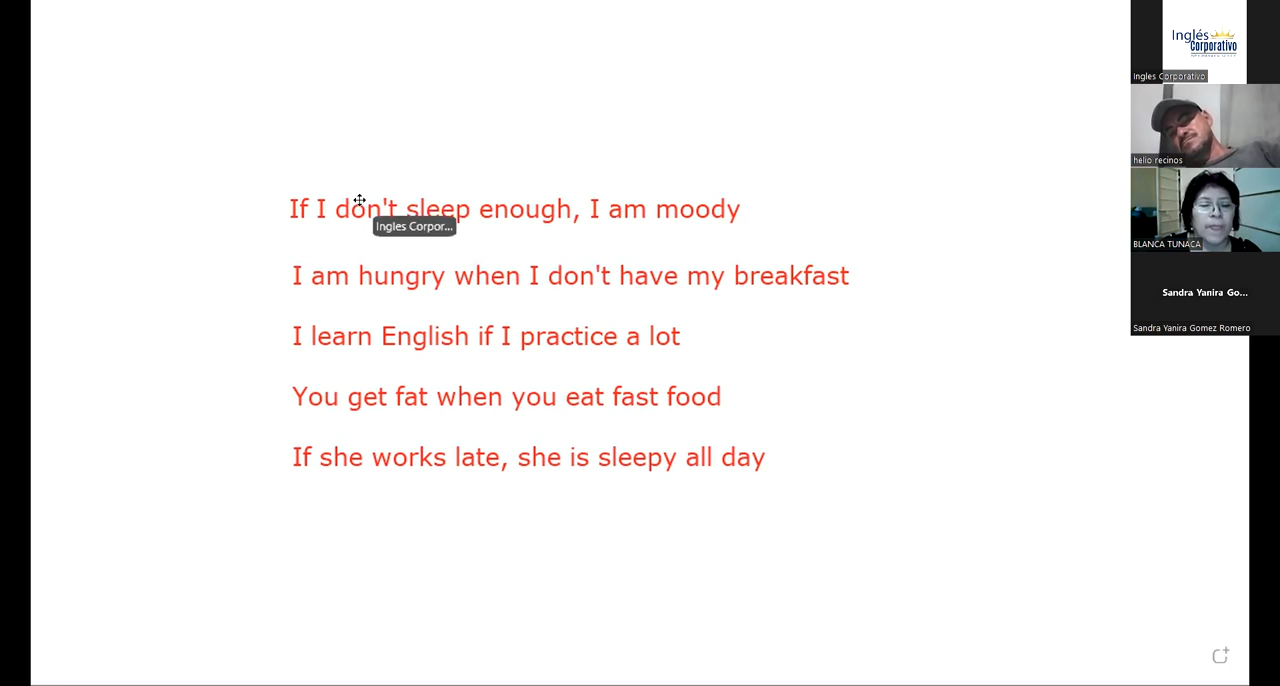 Inglés
Corporativo
Ingles Corporativo
helio recinos
BLANCA TUNACA
Sandra Yanira Go...
Sandra Yanira Gomez Romero
If I don't sleep enough, I am moody
Ingles Corpor...
I am hungry when I don't have my breakfast
I learn English if I practice a lot
You get fat when you eat fast food
If she works late, she is sleepy all day